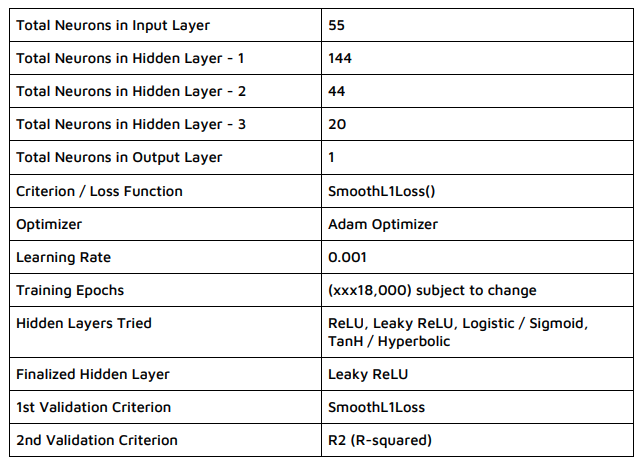 Total Neurons in Input Layer 55
Total Neurons in Hidden Layer - 1 144
Total Neurons in Hidden Layer - 2 44
Total Neurons in Hidden Layer - 3 20
Total Neurons in Output Layer 1
Criterion / Loss Function SmoothL1Loss()
Optimizer Adam Optimizer
Learning Rate 0.001
Training Epochs (xxx18,000) subject to change
Hidden Layers Tried ReLU, Leaky ReLU, Logistic / Sigmoid,
TanH / Hyperbolic
Finalized Hidden Layer Leaky ReLU
1st Validation Criterion SmoothL1Loss
2nd Validation Criterion R2 (R-squared)